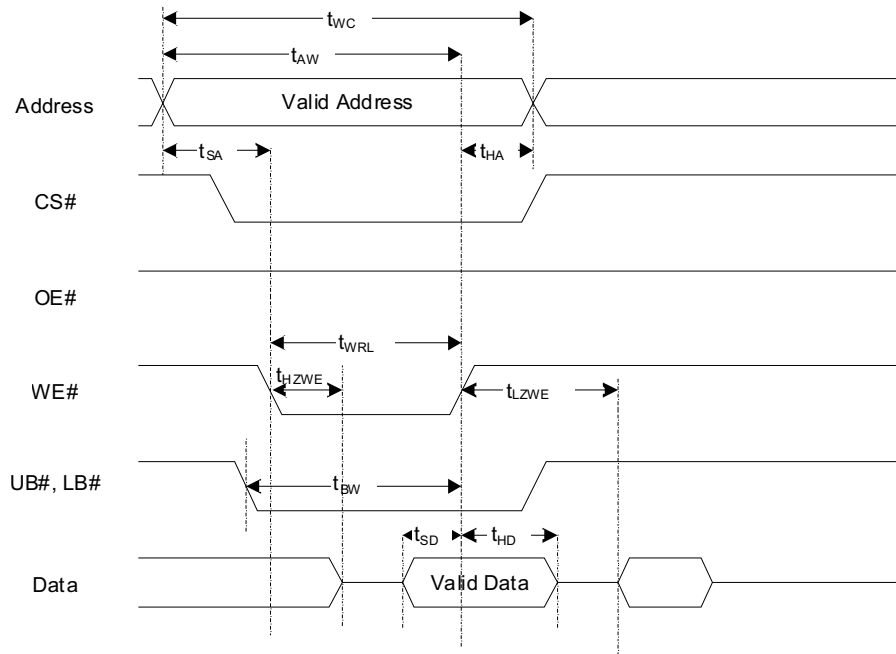 tWC
tAW
Address
Valid Address
tSA
tHA
CS#
OE#
tWRL
WE#
tHZWE
tLZWE
UB#, LB#
tBW
tSD
tHD
Data
Valid Data